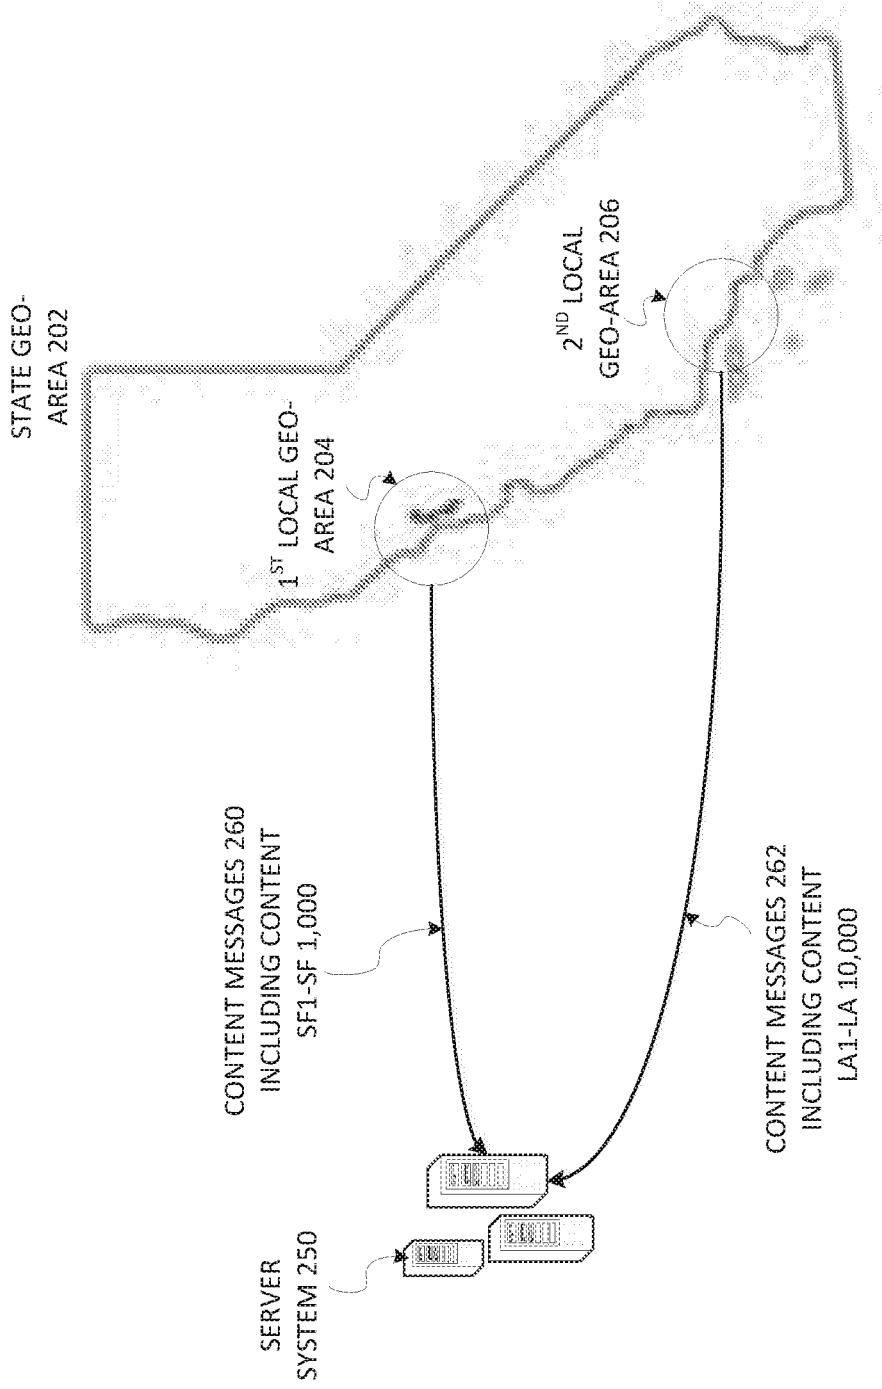 STATE GEO-
AREA 202
1ST LOCAL GEO-
AREA 204
2ND LOCAL
GEO-AREA 206
CONTENT MESSAGES 260
INCLUDING CONTENT
SF1-SF 1,000
CONTENT MESSAGES 262
INCLUDING CONTENT
LA1-LA 10,000
SERVER
SYSTEM 250